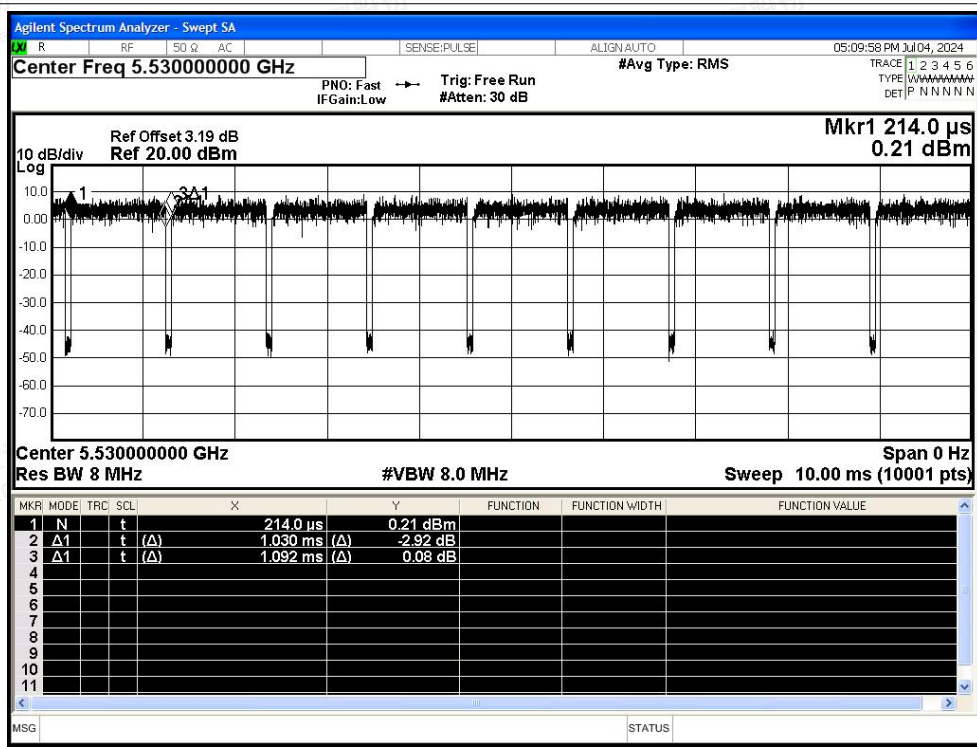 Agilent Spectrum Analyzer - Swept SA
LXI R RF 50 Ω AC SENSE:PULSE ALIGN AUTO 05:09:58 PM Jul 04, 2024
Center Freq 5.530000000 GHz #Avg Type: RMS TRACE 1 2 3 4 5 6
PNO: Fast Trig: Free Run TYPE WWWWWW
IFGain:Low #Atten: 30 dB DET P N N N N N
Mkr1 214.0 µs
Ref Offset 3.19 dB
10 dB/div Ref 20.00 dBm 0.21 dBm
Log
10.0
1 3Δ1
0.00
-10.0
-20.0
-30.0
-40.0
-50.0
-60.0
-70.0
Center 5.530000000 GHz Span 0 Hz
Res BW 8 MHz #VBW 8.0 MHz Sweep 10.00 ms (10001 pts)
MKR MODE TRC SCL X Y FUNCTION FUNCTION WIDTH FUNCTION VALUE
1 N t 214.0 µs 0.21 dBm
2 Δ1 t (Δ) 1.030 ms (Δ) -2.92 dB
3 Δ1 t (Δ) 1.092 ms (Δ) 0.08 dB
4
5
6
7
8
9
10
11
MSG STATUS